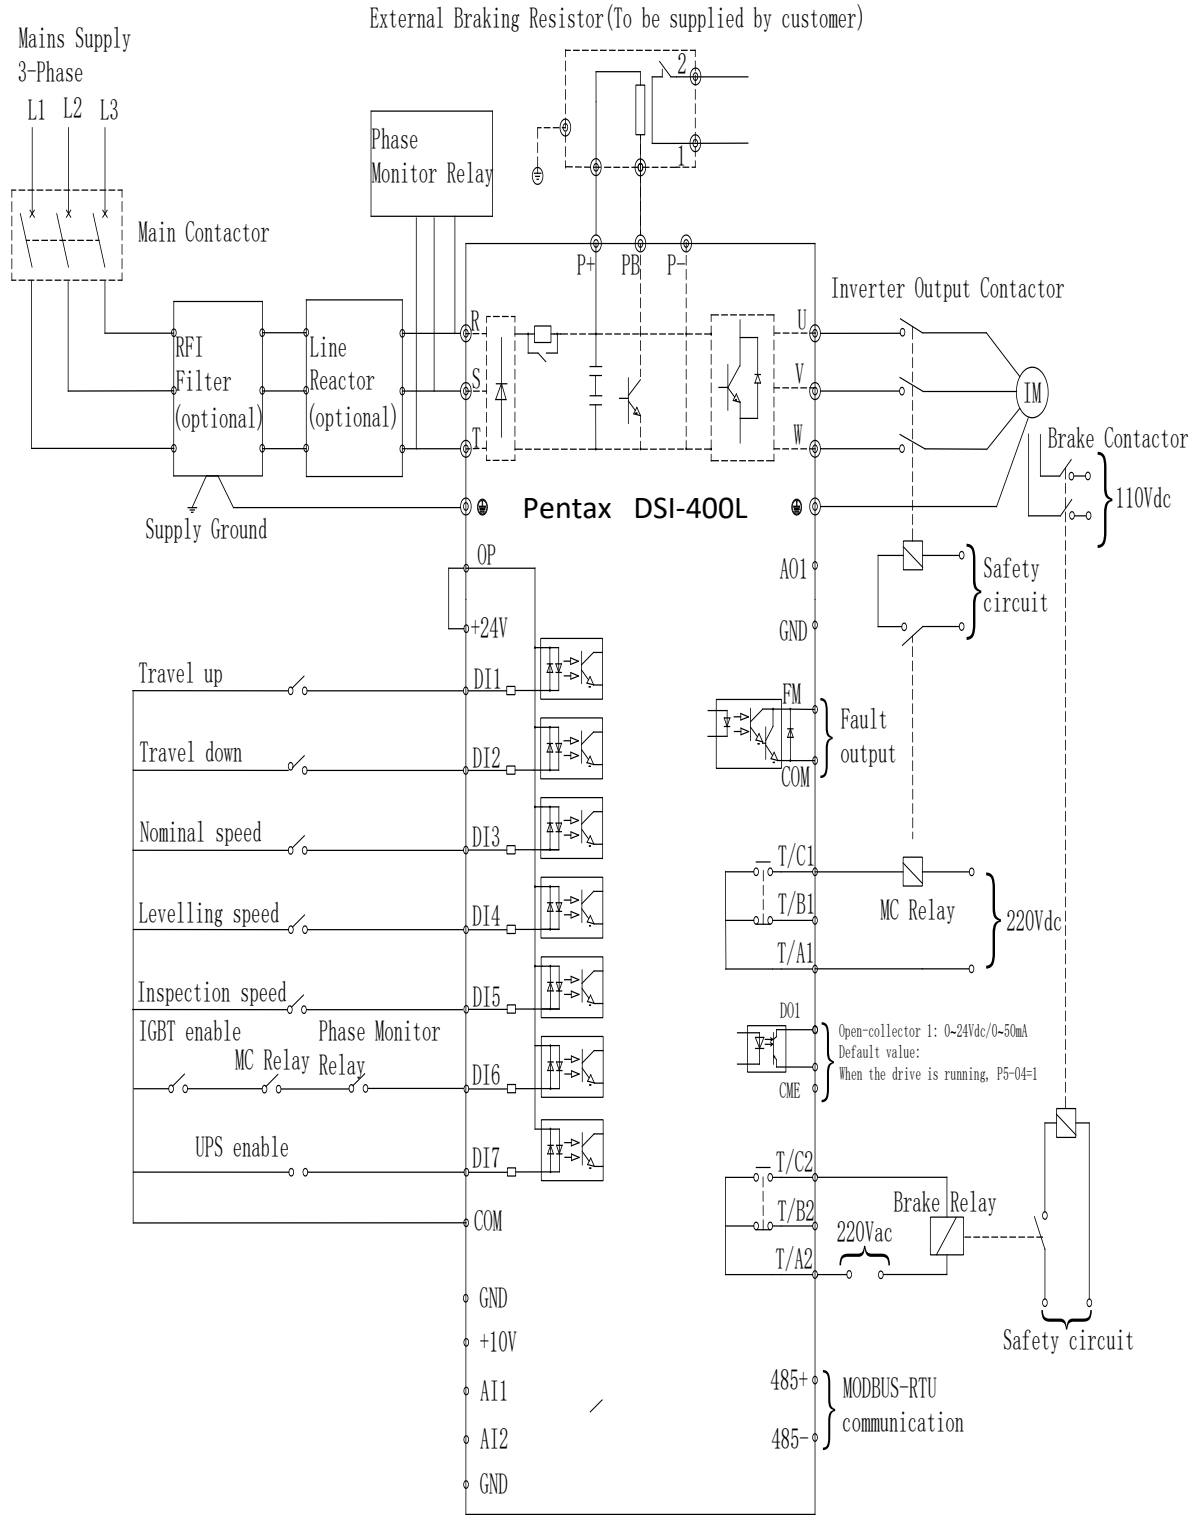 External Braking Resistor(To be supplied by customer)
Mains Supply
3-Phase
L1 L2 L3
2
1
Phase
Monitor Relay
Main Contactor
P+ PB P-
Inverter Output Contactor
RFI
Filter
(optional)
Line
Reactor
(optional)
R
S
T
U
V
W
IM
Brake Contactor
110Vdc
Supply Ground
Pentax DSI-400L
OP
+24V
AO1
GND
Safety
circuit
Travel up
DI1
FM
COM
Fault
output
Travel down
DI2
Nominal speed
DI3
T/C1
T/B1
T/A1
MC Relay
220Vdc
Levelling speed
DI4
Inspection speed
DI5
DO1
CME
Open-collector 1: 0~24Vdc/0~50mA
Default value:
When the drive is running, P5-04=1
IGBT enable
MC Relay
Phase Monitor
Relay
DI6
UPS enable
DI7
COM
T/C2
T/B2
T/A2
Brake Relay
220Vac
Safety circuit
GND
+10V
AI1
AI2
GND
485+
485-
MODBUS-RTU
communication